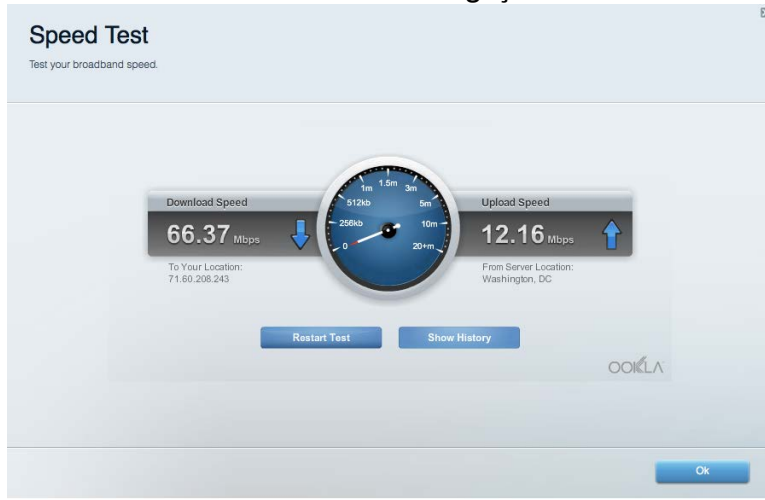 Speed Test
Test your broadband speed.
Download Speed
66.37 Mbps
To Your Location:
71.60.208.243
0
256kb
512kb
1m
1.5m
3m
5m
10m
20+m
Upload Speed
12.16 Mbps
From Server Location:
Washington, DC
Restart Test
Show History
OOKLA
Ok